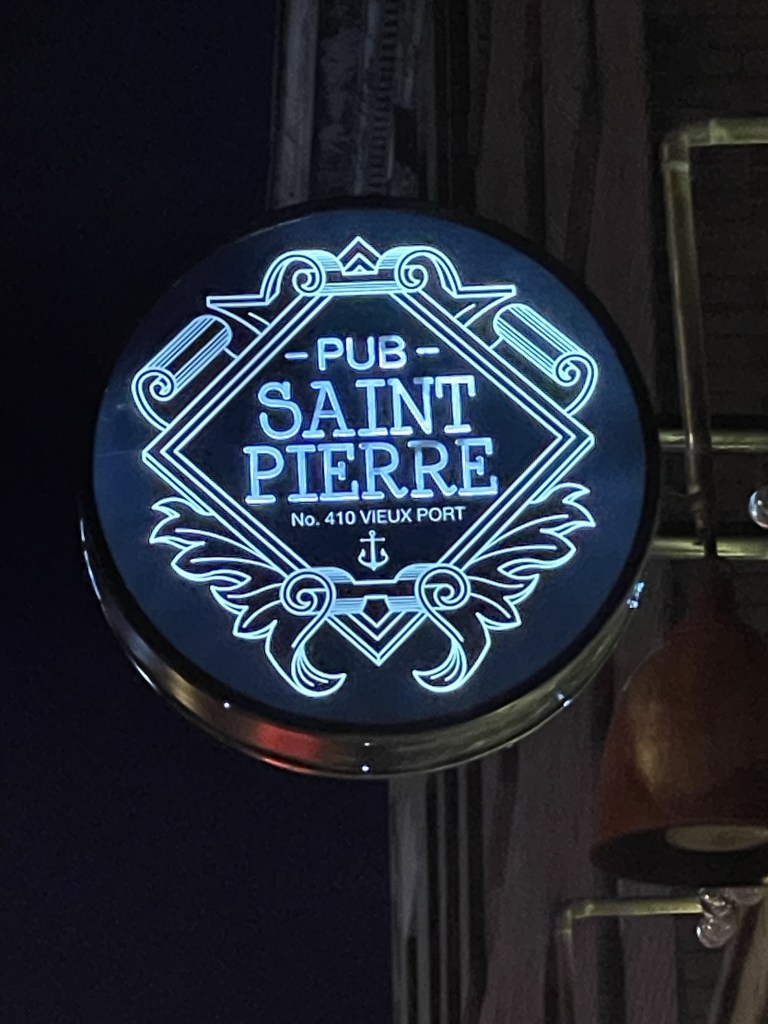 - PUB -
SAINT
PIERRE
No. 410 VIEUX PORT